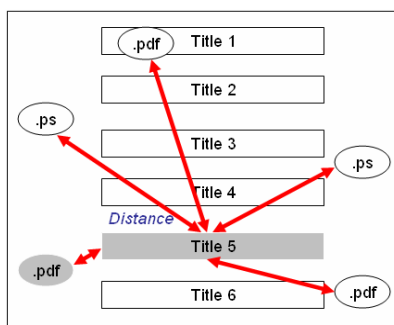 .pdf Title 1
Title 2
.ps
Title 3
.ps
Title 4
Distance
Title 5
.pdf
Title 6
.pdf